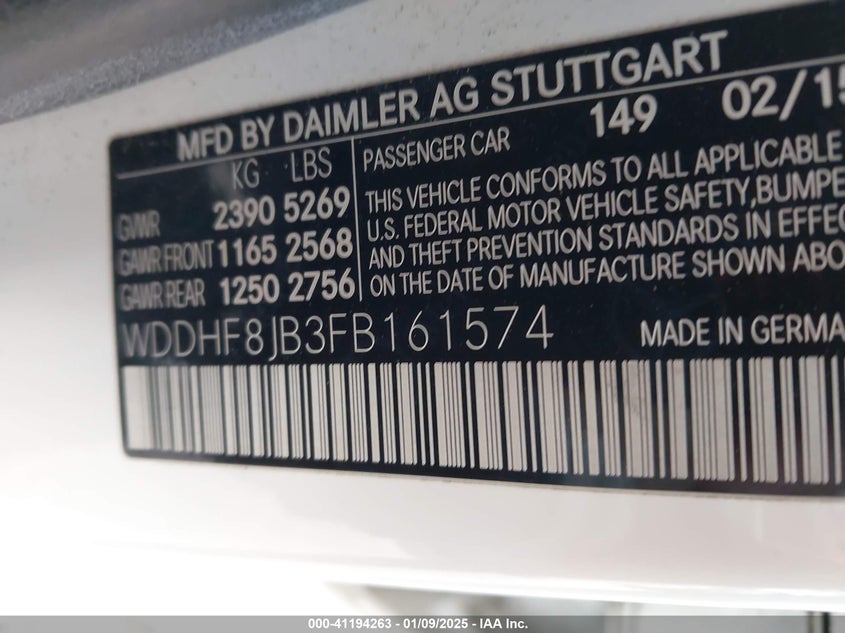 MFD BY DAIMLER AG STUTTGART
KG LBS
GVWR 2390 5269
GAWR FRONT 1165 2568
GAWR REAR 1250 2756
PASSENGER CAR 149 02/15
THIS VEHICLE CONFORMS TO ALL APPLICABLE
U.S. FEDERAL MOTOR VEHICLE SAFETY, BUMPE
AND THEFT PREVENTION STANDARDS IN EFFEC
ON THE DATE OF MANUFACTURE SHOWN ABO
WDDHF8JB3FB161574 MADE IN GERMA
000-41194263 - 01/09/2025 - IAA Inc.